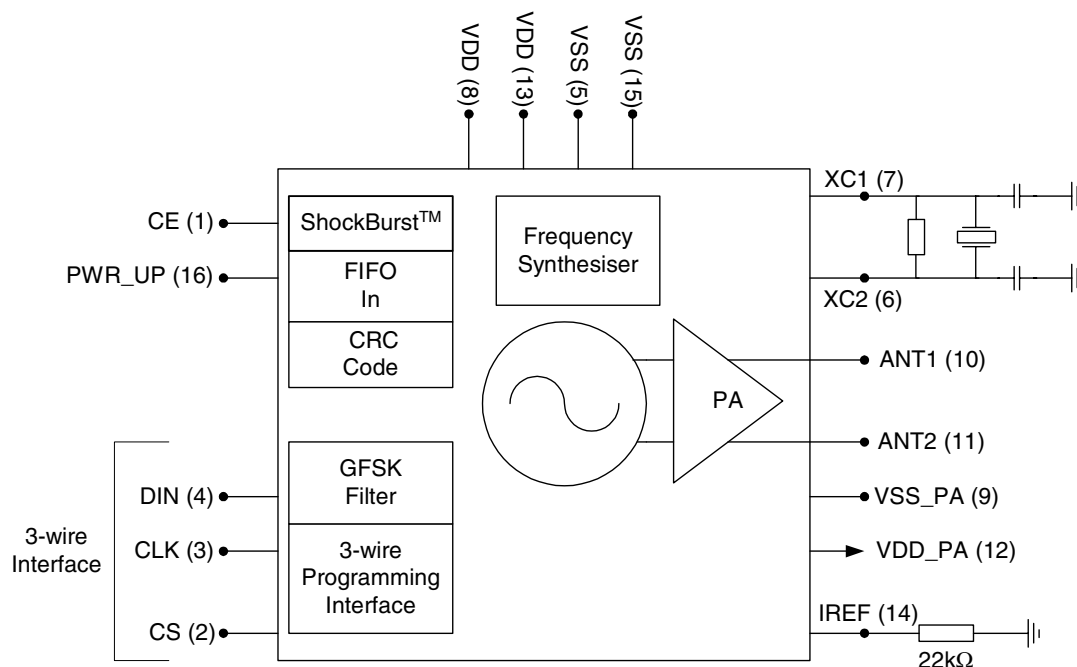 VDD (8)
VDD (13)
VSS (5)
VSS (15)
CE (1)
PWR_UP (16)
ShockBurst™
FIFO
In
CRC
Code
Frequency
Synthesiser
XC1 (7)
XC2 (6)
PA
ANT1 (10)
ANT2 (11)
VSS_PA (9)
VDD_PA (12)
IREF (14)
22kΩ
3-wire
Interface
DIN (4)
CLK (3)
CS (2)
GFSK
Filter
3-wire
Programming
Interface